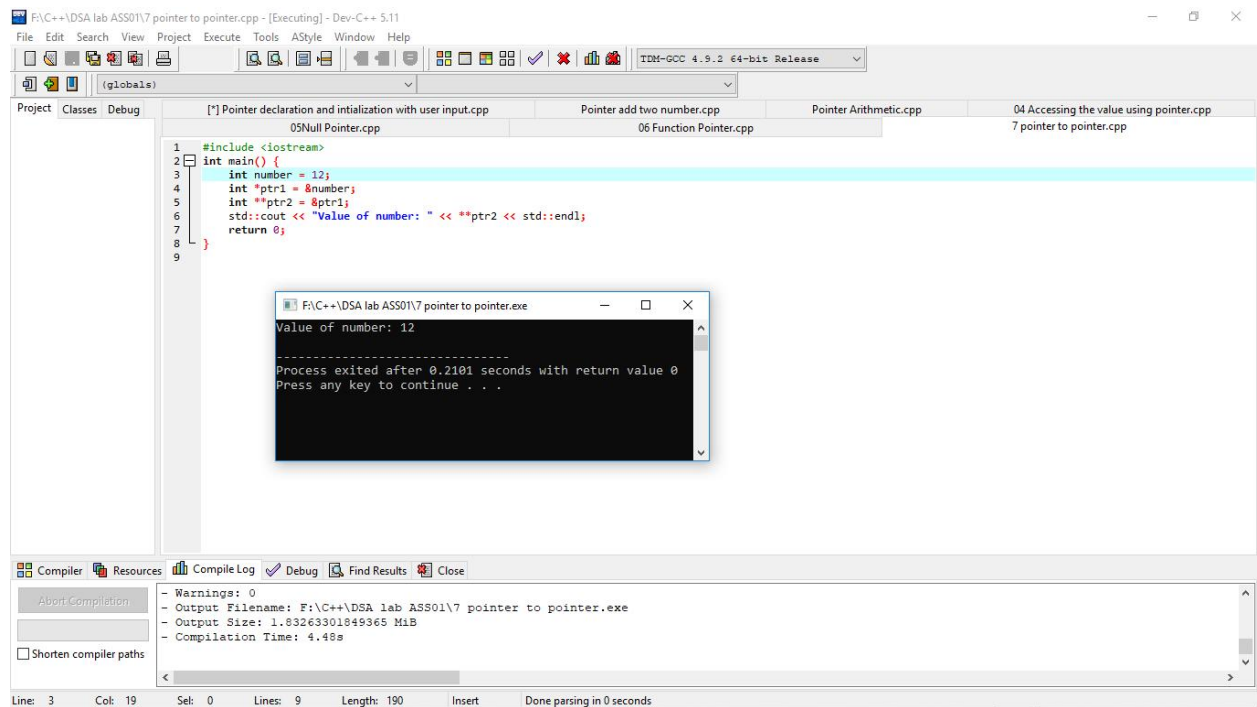 F:\C++\DSA lab ASS01\7 pointer to pointer.cpp - [Executing] - Dev-C++ 5.11
File Edit Search View Project Execute Tools AStyle Window Help
TDM-GCC 4.9.2 64-bit Release
(globals)
Project Classes Debug
[*] Pointer declaration and intialization with user input.cpp Pointer add two number.cpp Pointer Arithmetic.cpp 04 Accessing the value using pointer.cpp
05Null Pointer.cpp 06 Function Pointer.cpp 7 pointer to pointer.cpp
1 #include <iostream>
2 int main() {
3 int number = 12;
4 int *ptr1 = &number;
5 int **ptr2 = &ptr1;
6 std::cout << "Value of number: " << **ptr2 << std::endl;
7 return 0;
8 }
9
F:\C++\DSA lab ASS01\7 pointer to pointer.exe
Value of number: 12
--------------------------------
Process exited after 0.2101 seconds with return value 0
Press any key to continue . . .
Compiler Resources Compile Log Debug Find Results Close
Abort Compilation
Shorten compiler paths
- Warnings: 0
- Output Filename: F:\C++\DSA lab ASS01\7 pointer to pointer.exe
- Output Size: 1.83263301849365 MiB
- Compilation Time: 4.48s
Line: 3 Col: 19 Sel: 0 Lines: 9 Length: 190 Insert Done parsing in 0 seconds